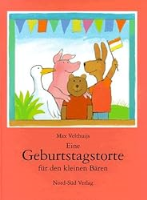 Max Velthuijs
Eine
Geburtstagstorte
für den kleinen Bären
Nord-Süd Verlag